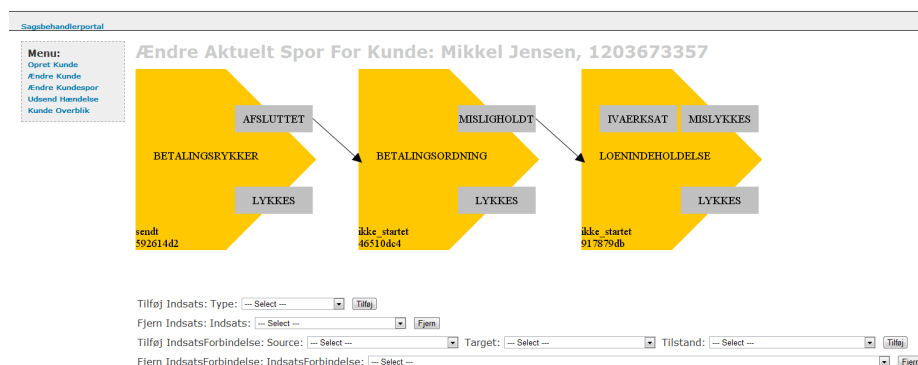 Sagsbehandlerportal
Menu:
Opret Kunde
Ændre Kunde
Ændre Kundespor
Udsend Hændelse
Kunde Overblik
Ændre Aktuelt Spor For Kunde: Mikkel Jensen, 1203673357
AFSLUTTET
BETALINGSRYKKER
LYKKES
sendt
592614d2
MISLIGHOLDT
BETALINGSORDNING
LYKKES
ikke_startet
46510dc4
IVAERKSAT MISLYKKES
LOENINDEHOLDELSE
LYKKES
ikke_startet
917879db
Tilføj Indsats: Type: --- Select --- Tilføj
Fjern Indsats: Indsats: --- Select --- Fjern
Tilføj IndsatsForbindelse: Source: --- Select --- Target: --- Select --- Tilstand: --- Select --- Tilføj
Fjern IndsatsForbindelse: IndsatsForbindelse: --- Select --- Fjern